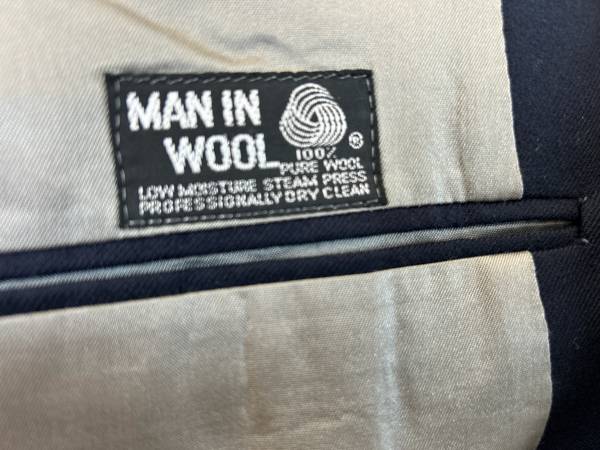 MAN IN
WOOL
®
100%
PURE WOOL
LOW MOISTURE STEAM PRESS
PROFESSIONALLY DRY CLEAN